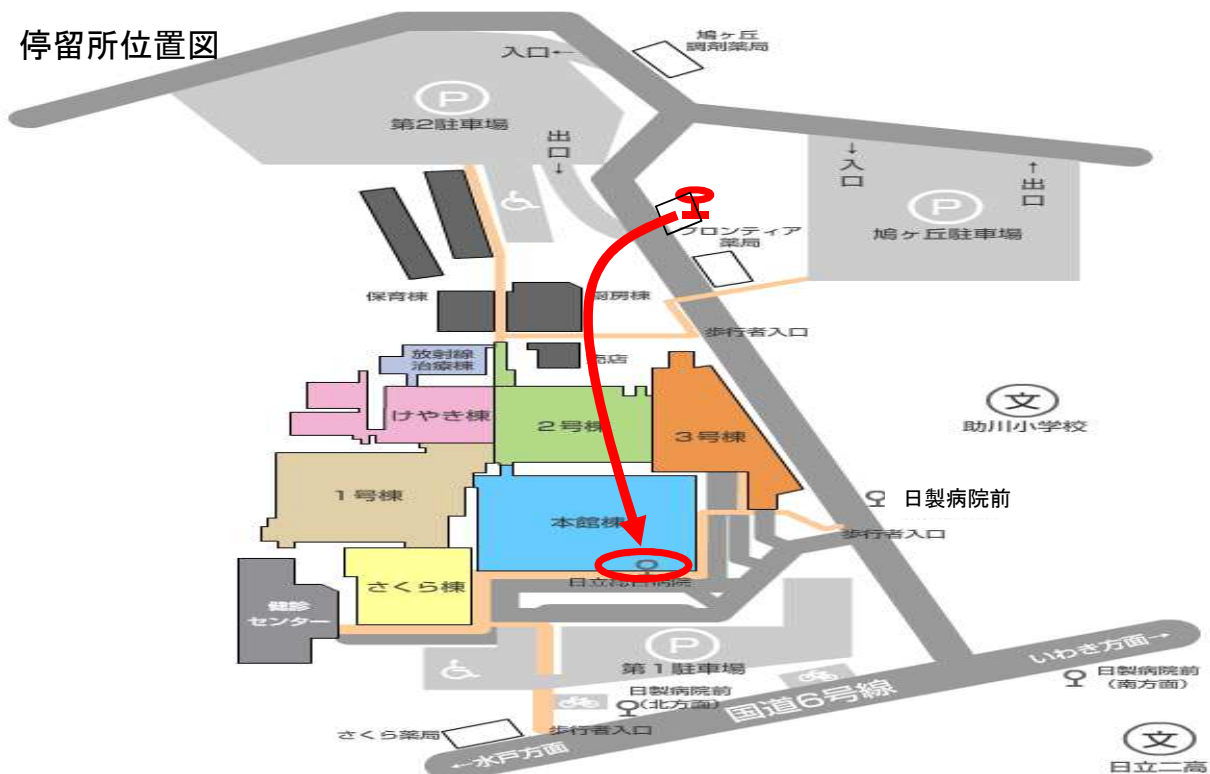 停留所位置図
鳩ヶ丘
調剤薬局
入口←
P
第2駐車場
出口↓
↓入口
↑出口
P
鳩ヶ丘駐車場
フロンティア
薬局
保育棟
厨房棟
歩行者入口
放射線
治療棟
売店
けやき棟
2号棟
3号棟
文
助川小学校
1号棟
本館棟
日製病院前
歩行者入口
さくら棟
日立総合病院
健診
センター
P
第1駐車場
いわき方面→
日製病院前
(南方面)
日製病院前
(北方面)
国道6号線
さくら薬局
歩行者入口
←水戸方面
文
日立二高